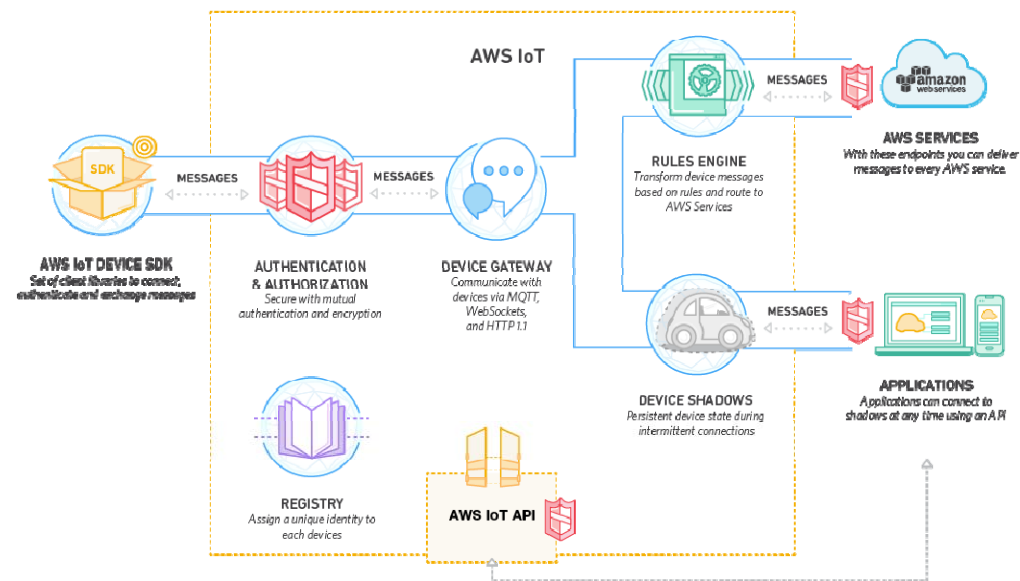 AWS IoT
MESSAGES
amazon
webservices
AWS SERVICES
With these endpoints you can deliver
messages to every AWS service.
RULES ENGINE
Transform device messages
based on rules and route to
AWS Services
SDK
MESSAGES
MESSAGES
AWS IoT DEVICE SDK
Set of client libraries to connect,
authenticate and exchange messages
AUTHENTICATION
& AUTHORIZATION
Secure with mutual
authentication and encryption
DEVICE GATEWAY
Communicate with
devices via MQTT,
WebSockets,
and HTTP 1.1
MESSAGES
DEVICE SHADOWS
Persistent device state during
intermittent connections
APPLICATIONS
Applications can connect to
shadows at any time using an API
REGISTRY
Assign a unique identity to
each devices
AWS IoT API